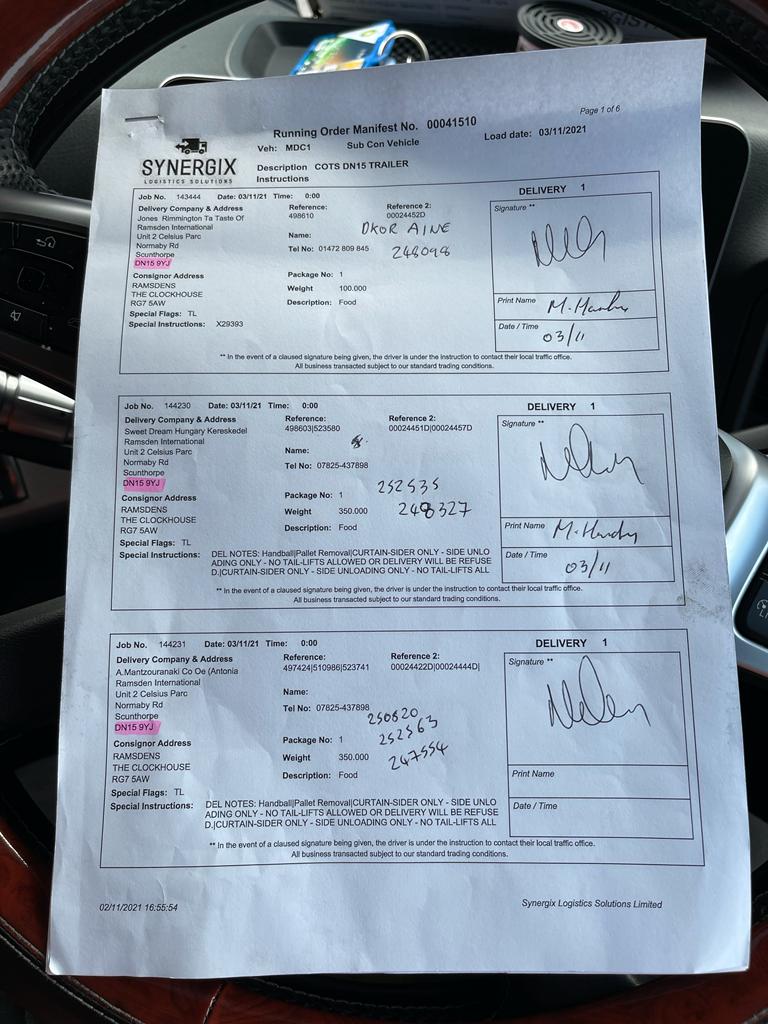 Page 1 of 6
Running Order Manifest No. 00041510
Veh: MDC1 Sub Con Vehicle Load date: 03/11/2021
SYNERGIX
LOGISTICS SOLUTIONS
Description COTS DN15 TRAILER
Instructions
Job No. 143444 Date: 03/11/21 Time: 0:00 DELIVERY 1
Delivery Company & Address Reference: Reference 2: Signature **
Jones Rimmington Ta Taste Of 498610 00024452D
Ramsden International
Unit 2 Celsius Parc Name: DKOR AINE
Normaby Rd
Scunthorpe Tel No: 01472 809 845 248098
DN15 9YJ
Consignor Address Package No: 1
RAMSDENS Weight 100.000
THE CLOCKHOUSE Description: Food Print Name
RG7 5AW
Special Flags: TL Date / Time 03/11
Special Instructions: X29393
** In the event of a claused signature being given, the driver is under the instruction to contact their local traffic office.
All business transacted subject to our standard trading conditions.
Job No. 144230 Date: 03/11/21 Time: 0:00 DELIVERY 1
Delivery Company & Address Reference: Reference 2: Signature **
Sweet Dream Hungary Kereskedel 498603|523580 00024451D|00024457D
Ramsden International
Unit 2 Celsius Parc Name:
Normaby Rd
Scunthorpe Tel No: 07825-437898
DN15 9YJ
Consignor Address Package No: 1 252535
RAMSDENS Weight 350.000 248327
THE CLOCKHOUSE Description: Food Print Name M. Hardy
RG7 5AW
Special Flags: TL Date / Time 03/11
Special Instructions: DEL NOTES: Handball|Pallet Removal|CURTAIN-SIDER ONLY - SIDE UNLO
ADING ONLY - NO TAIL-LIFTS ALLOWED OR DELIVERY WILL BE REFUSE
D.|CURTAIN-SIDER ONLY - SIDE UNLOADING ONLY - NO TAIL-LIFTS ALL
** In the event of a claused signature being given, the driver is under the instruction to contact their local traffic office.
All business transacted subject to our standard trading conditions.
Job No. 144231 Date: 03/11/21 Time: 0:00 DELIVERY 1
Delivery Company & Address Reference: Reference 2: Signature **
A.Mantzouranaki Co Oe (Antonia 497424|510986|523741 00024422D|00024444D|
Ramsden International
Unit 2 Celsius Parc Name:
Normaby Rd
Scunthorpe Tel No: 07825-437898
DN15 9YJ 250620
Consignor Address Package No: 1 252563
RAMSDENS Weight 350.000 247554
THE CLOCKHOUSE Description: Food Print Name
RG7 5AW
Special Flags: TL Date / Time
Special Instructions: DEL NOTES: Handball|Pallet Removal|CURTAIN-SIDER ONLY - SIDE UNLO
ADING ONLY - NO TAIL-LIFTS ALLOWED OR DELIVERY WILL BE REFUSE
D.|CURTAIN-SIDER ONLY - SIDE UNLOADING ONLY - NO TAIL-LIFTS ALL
** In the event of a claused signature being given, the driver is under the instruction to contact their local traffic office.
All business transacted subject to our standard trading conditions.
02/11/2021 16:55:54 Synergix Logistics Solutions Limited